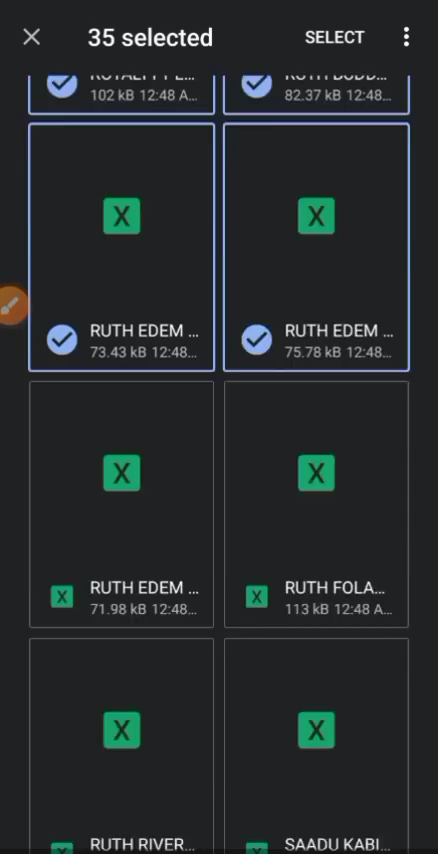 35 selected
SELECT
102 kB 12:48 A...
82.37 kB 12:48...
X
X
RUTH EDEM ...
73.43 kB 12:48...
RUTH EDEM ...
75.78 kB 12:48...
X
X
X
RUTH EDEM ...
71.98 kB 12:48...
X
RUTH FOLA...
113 kB 12:48 A...
X
X
RUTH RIVER...
SAADU KABI...